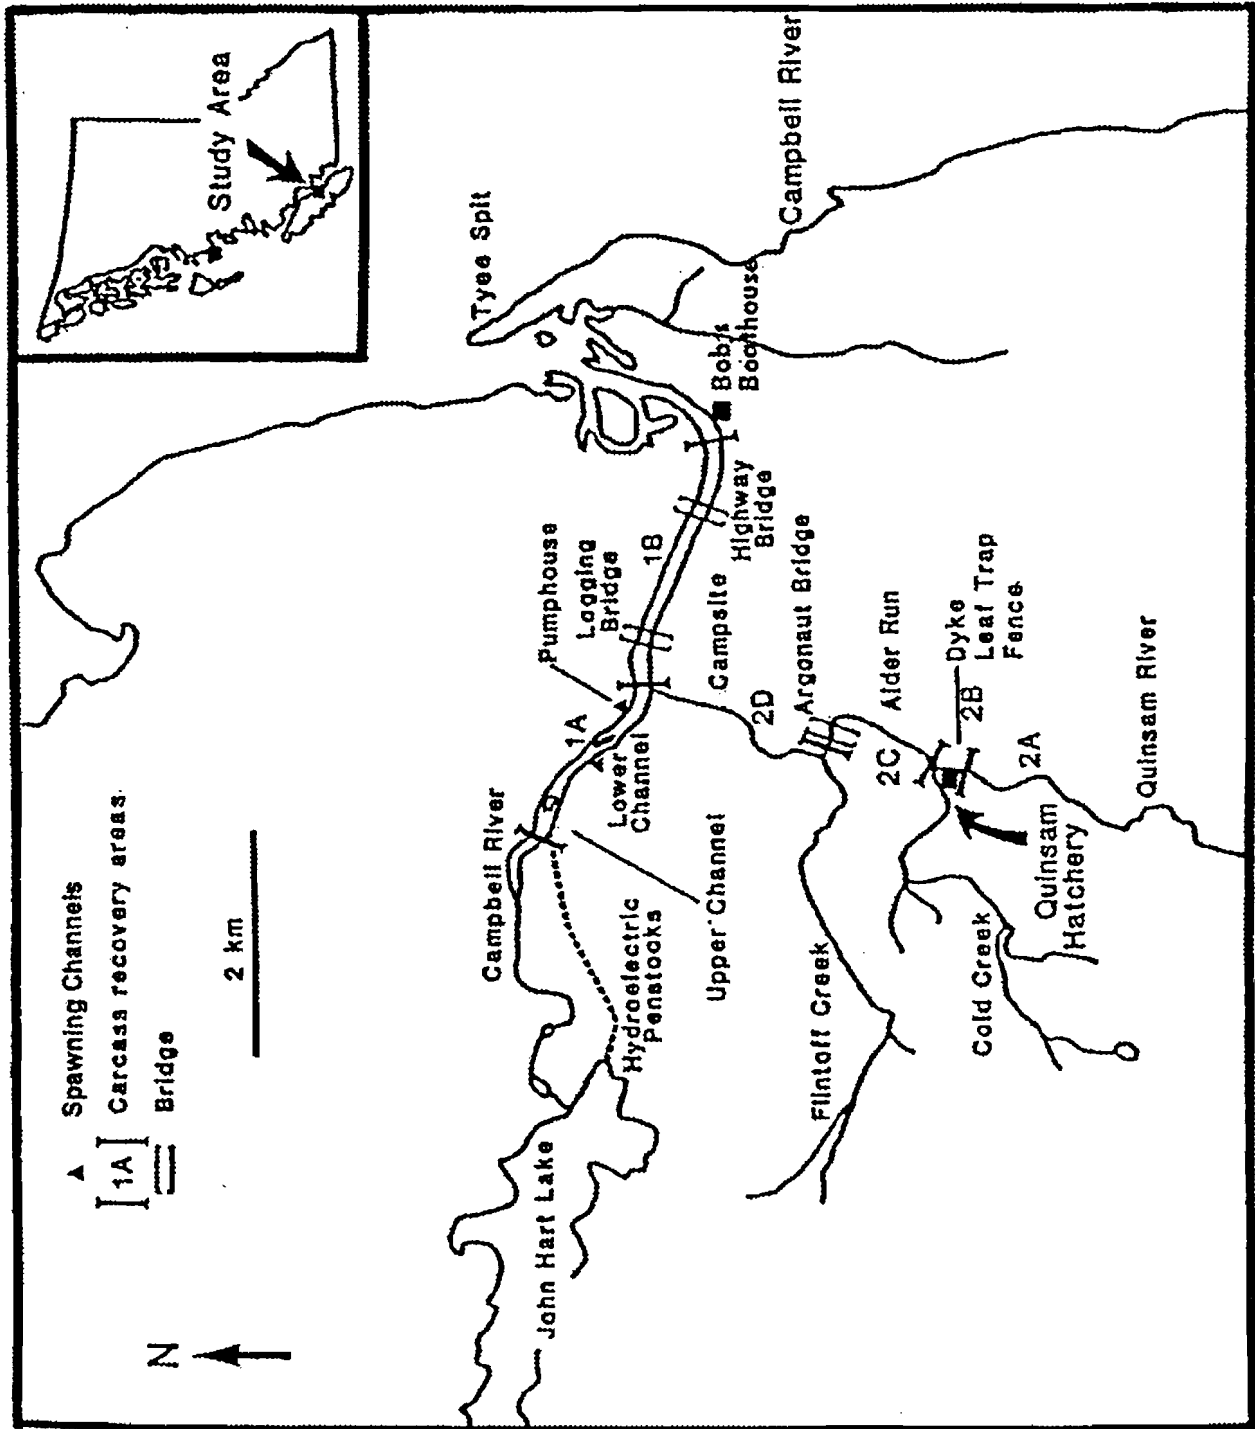 Study Area
Spawning Channels
[1A] Carcass recovery areas
Bridge
2 km
N
Tyee Spit
Campbell River
Bob's
Boathouse
Highway
Bridge
1B
Logging
Bridge
Pumphouse
1A
Lower
Channel
Campbell River
Upper Channel
Hydroelectric
Penstocks
John Hart Lake
Campsite
2D
Argonaut Bridge
Alder Run
2C
Dyke
Leaf Trap
Fence
2B
2A
Quinsam River
Quinsam
Hatchery
Flintoff Creek
Cold Creek